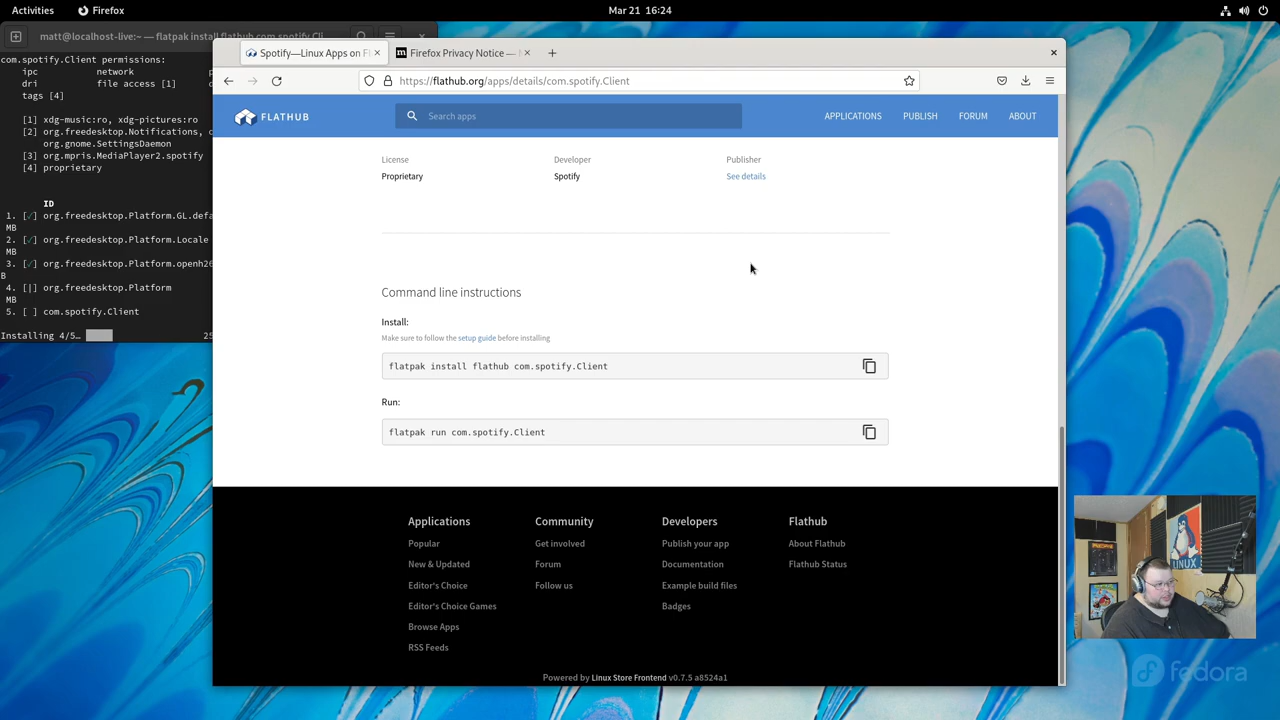 Activities
Firefox
Mar 21 16:24
matt@localhost-live:~ — flatpak install flathub com.spotify.Cli
com.spotify.Client permissions:
ipc network
dri file access [1]
tags [4]
[1] xdg-music:ro, xdg-pictures:ro
[2] org.freedesktop.Notifications, c
org.gnome.SettingsDaemon
[3] org.mpris.MediaPlayer2.spotify
[4] proprietary
ID
1. [✓] org.freedesktop.Platform.GL.defa
MB
2. [✓] org.freedesktop.Platform.Locale
MB
3. [✓] org.freedesktop.Platform.openh26
B
4. [|] org.freedesktop.Platform
MB
5. [ ] com.spotify.Client
Installing 4/5… 25
Spotify—Linux Apps on F
Firefox Privacy Notice —
https://flathub.org/apps/details/com.spotify.Client
FLATHUB
Search apps
APPLICATIONS
PUBLISH
FORUM
ABOUT
License
Developer
Publisher
Proprietary
Spotify
See details
Command line instructions
Install:
Make sure to follow the setup guide before installing
flatpak install flathub com.spotify.Client
Run:
flatpak run com.spotify.Client
Applications
Popular
New & Updated
Editor's Choice
Editor's Choice Games
Browse Apps
RSS Feeds
Community
Get involved
Forum
Follow us
Developers
Publish your app
Documentation
Example build files
Badges
Flathub
About Flathub
Flathub Status
Powered by Linux Store Frontend v0.7.5 a8524a1
LINUX
fedora